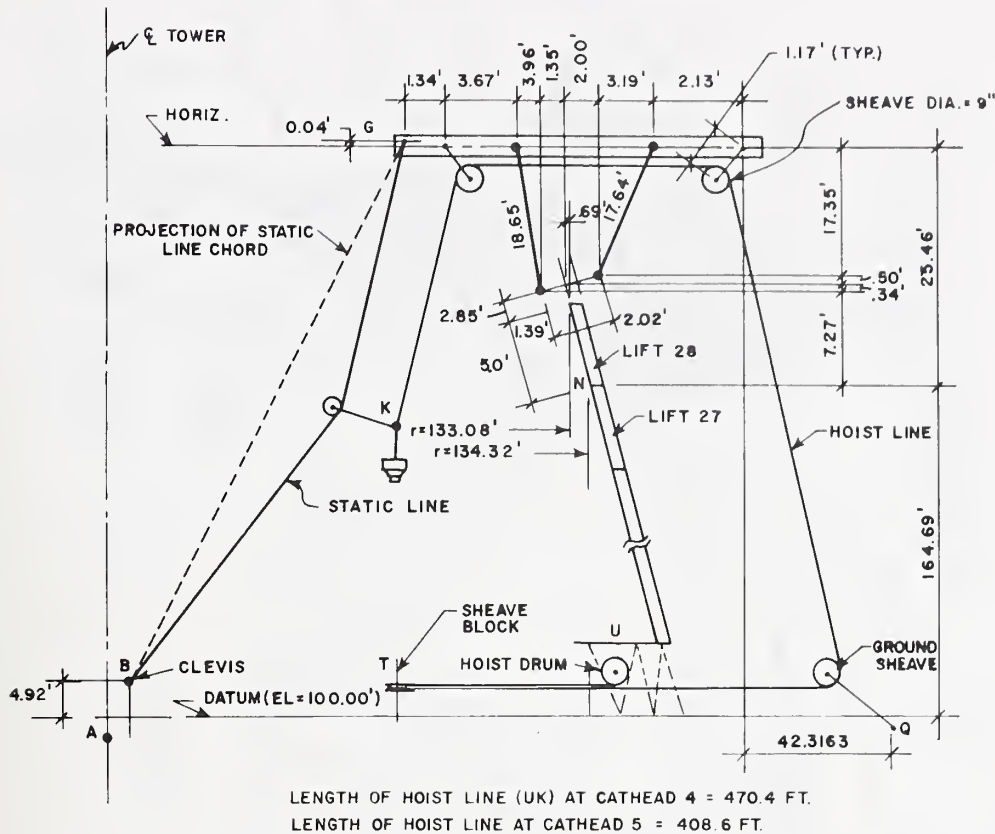 ℄ TOWER
1.34'
3.67'
3.96'
1.35'
2.00'
3.19'
2.13'
1.17' (TYP.)
SHEAVE DIA. = 9"
HORIZ.
0.04'
G
PROJECTION OF STATIC
LINE CHORD
18.65'
.69'
17.64'
17.35'
25.46'
.50'
.34'
7.27'
2.85'
1.39'
2.02'
5.0'
LIFT 28
N
LIFT 27
K
r=133.08'
r=134.32'
HOIST LINE
STATIC LINE
164.69'
SHEAVE
BLOCK
U
B
CLEVIS
T
HOIST DRUM
GROUND
SHEAVE
4.92'
DATUM (EL=100.00')
A
Q
42.3163
LENGTH OF HOIST LINE (UK) AT CATHEAD 4 = 470.4 FT.
LENGTH OF HOIST LINE AT CATHEAD 5 = 408.6 FT.